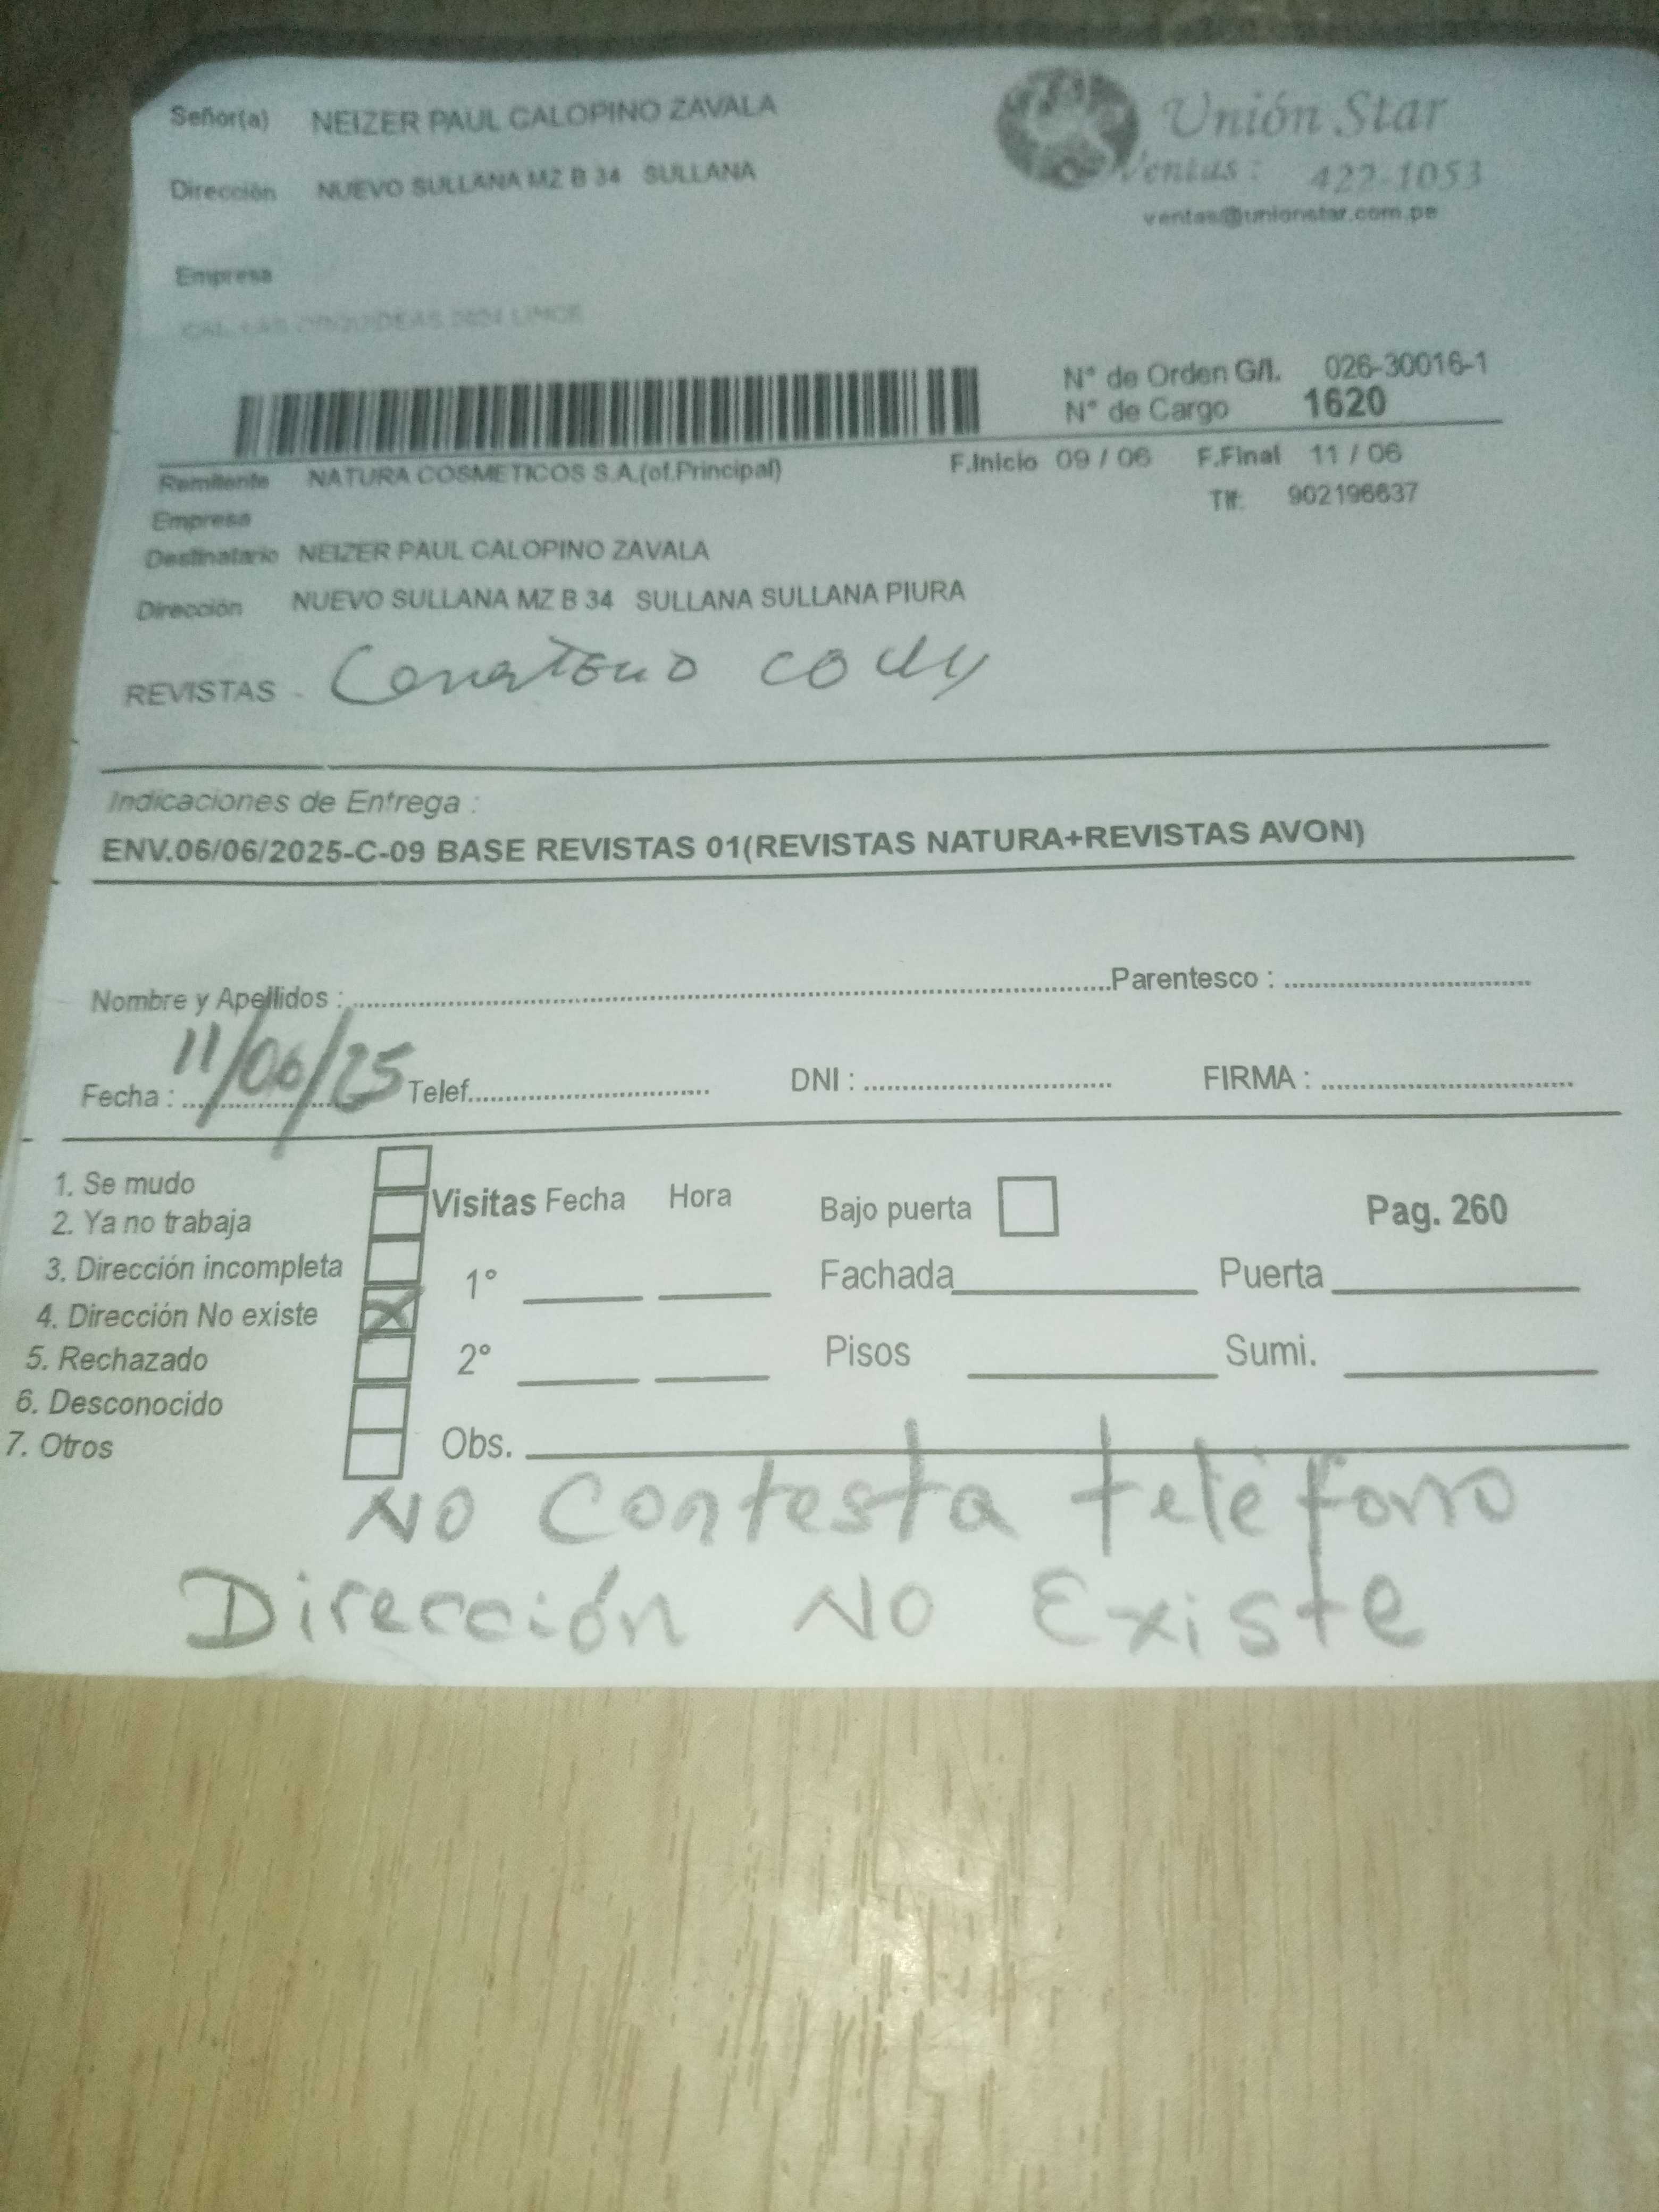 Señor(a) NEIZER PAUL CALOPINO ZAVALA
Unión Star
Dirección NUEVO SULLANA MZ B 34 SULLANA
Ventas: 422-1053
ventas@unionstar.com.pe
Empresa
CAL. LAS ORQUIDEAS LINCE
N° de Orden G/I. 026-30016-1
N° de Cargo 1620
Remitente NATURA COSMETICOS S.A.(of.Principal) F.Inicio 09 / 06 F.Final 11 / 06
Empresa Tlf: 902196637
Destinatario NEIZER PAUL CALOPINO ZAVALA
Dirección NUEVO SULLANA MZ B 34 SULLANA SULLANA PIURA
REVISTAS -
Indicaciones de Entrega :
ENV.06/06/2025-C-09 BASE REVISTAS 01(REVISTAS NATURA+REVISTAS AVON)
Nombre y Apellidos : Parentesco :
Fecha : 11/06/25 Telef. DNI : FIRMA :
1. Se mudo
2. Ya no trabaja
3. Dirección incompleta
4. Dirección No existe X
5. Rechazado
6. Desconocido
7. Otros
Visitas Fecha Hora
1°
2°
Bajo puerta Pag. 260
Fachada Puerta
Pisos Sumi.
Obs.
No Contesta teléfono
Dirección No Existe